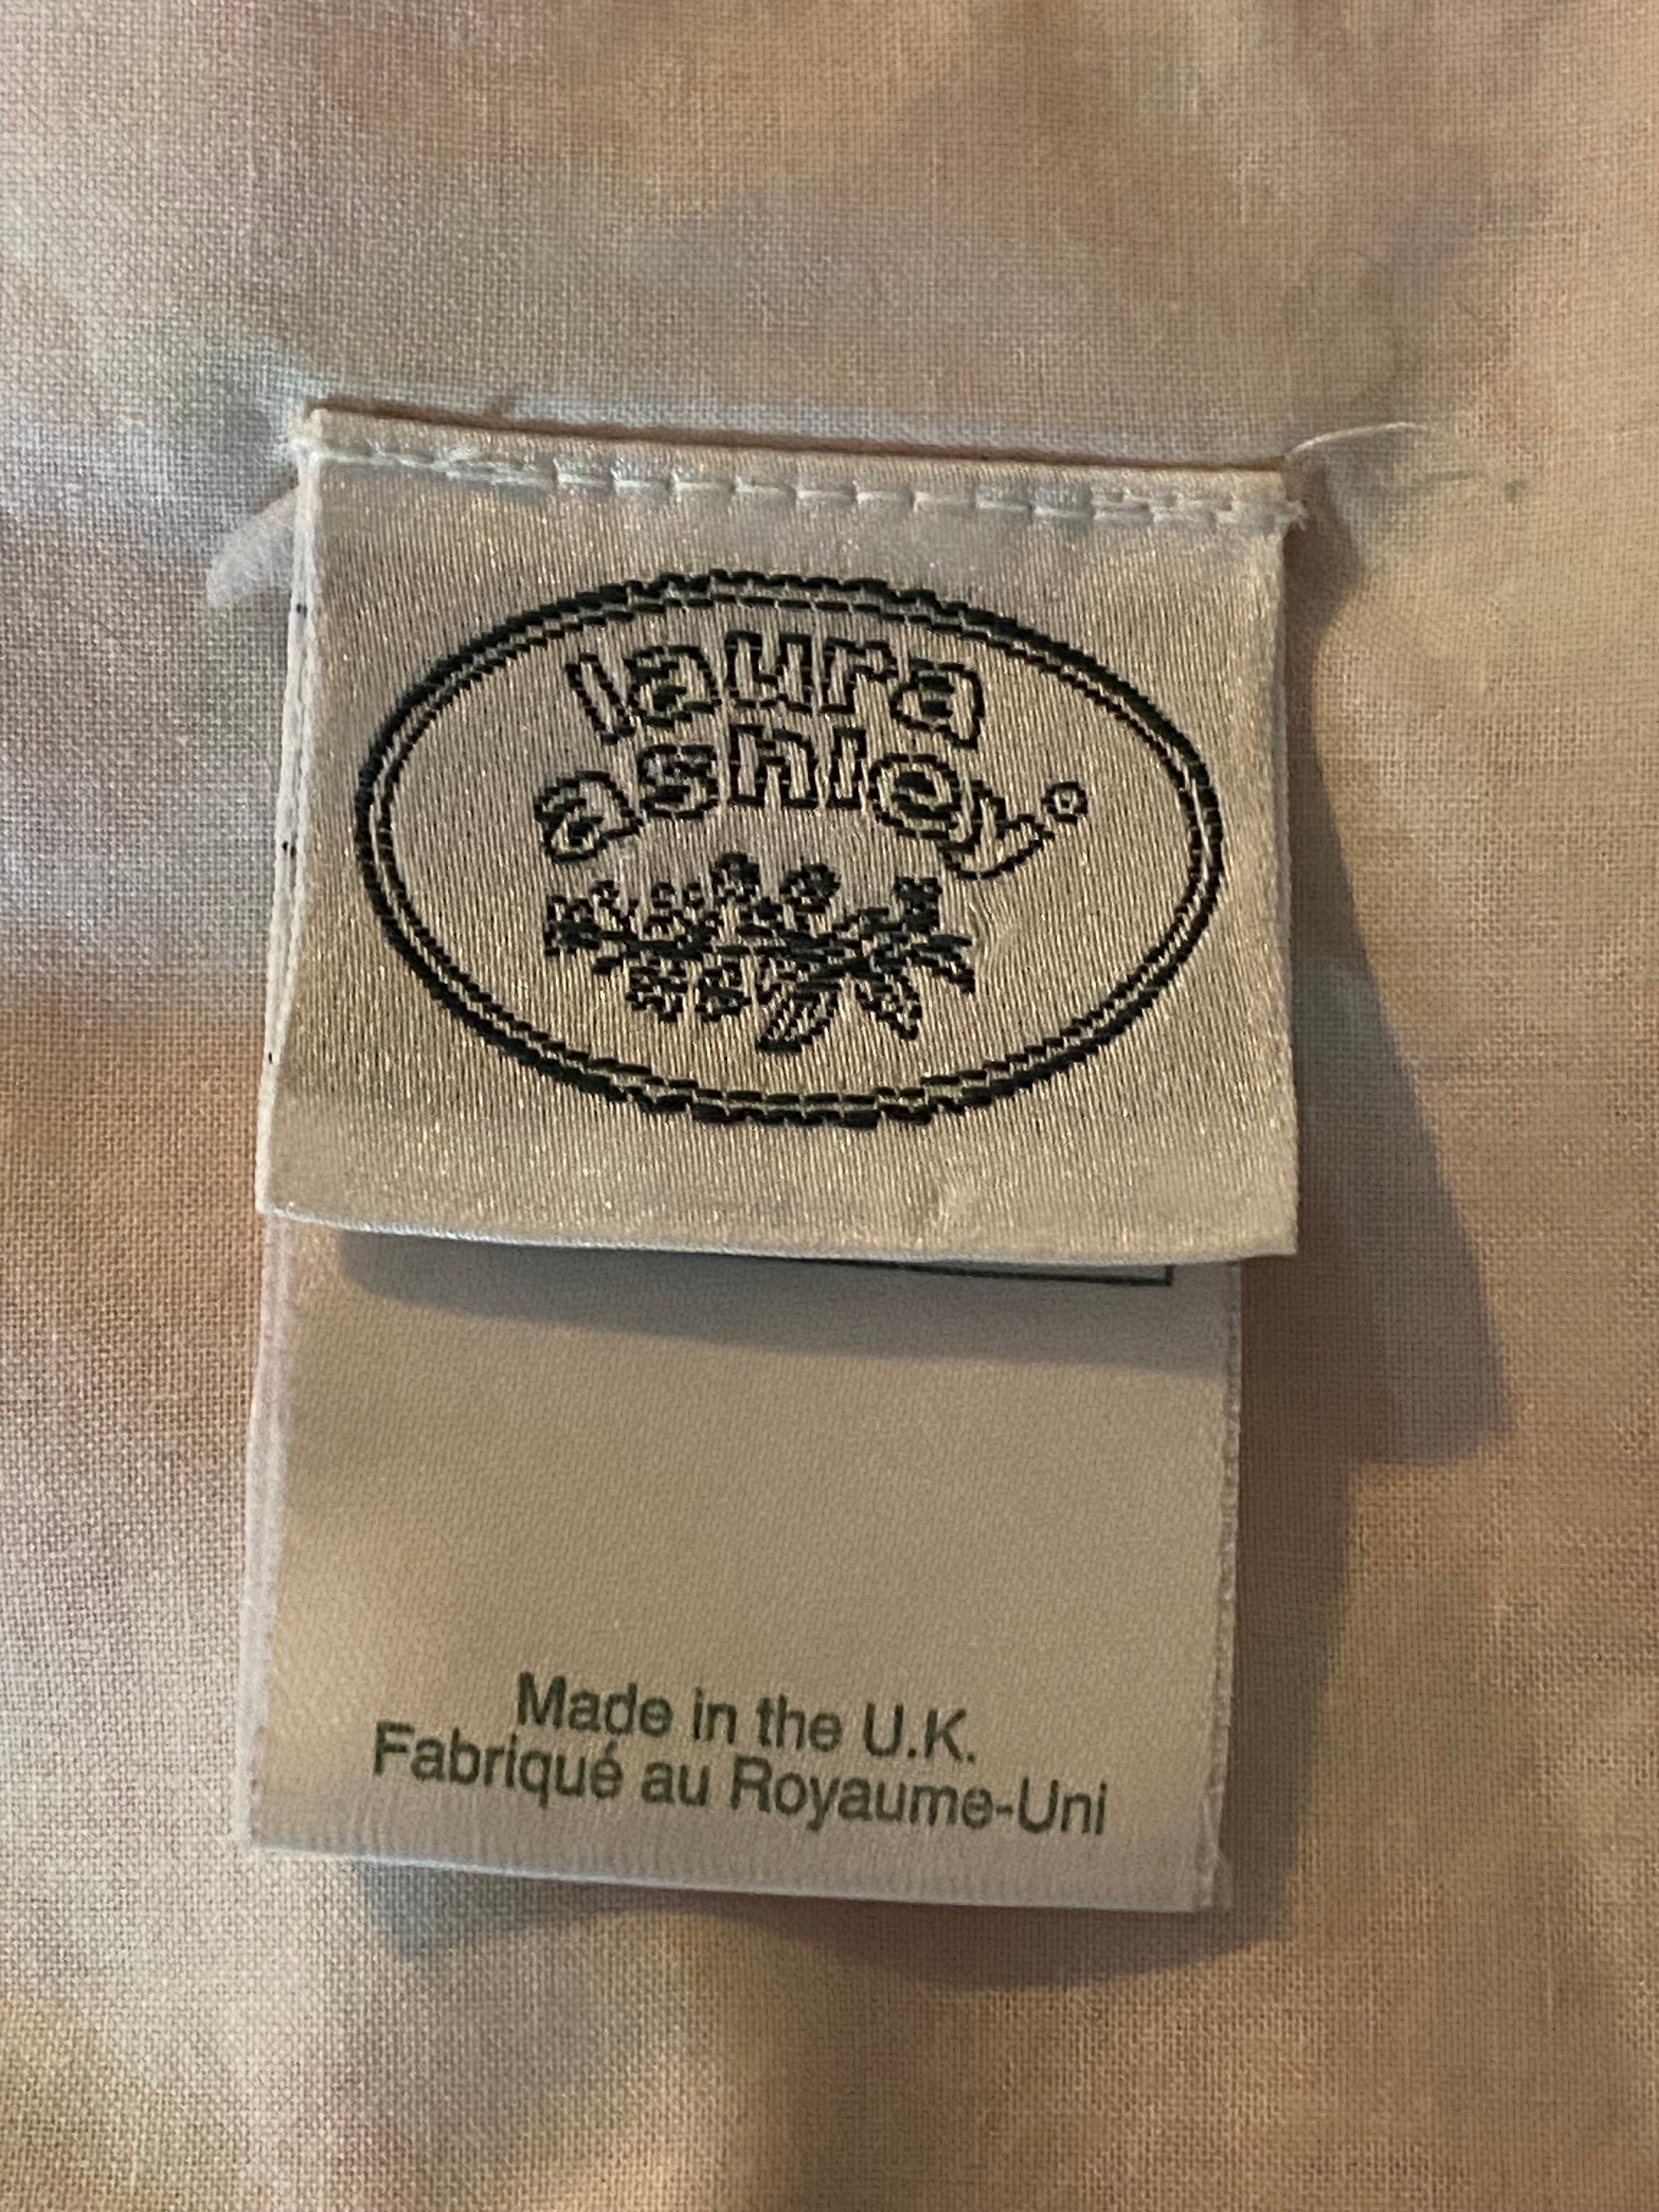 laura
ashley®
Made in the U.K.
Fabriqué au Royaume-Uni